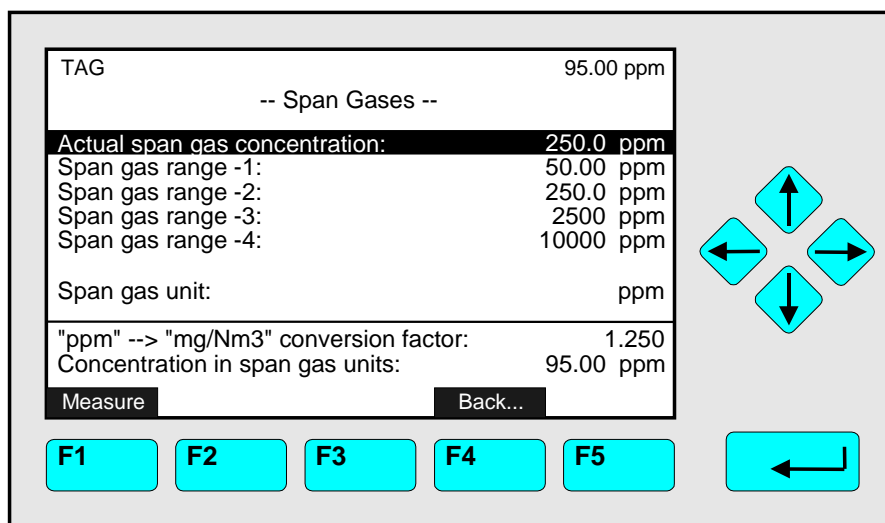 TAG 95.00 ppm
-- Span Gases --
Actual span gas concentration: 250.0 ppm
Span gas range -1: 50.00 ppm
Span gas range -2: 250.0 ppm
Span gas range -3: 2500 ppm
Span gas range -4: 10000 ppm
Span gas unit: ppm
"ppm" --> "mg/Nm3" conversion factor: 1.250
Concentration in span gas units: 95.00 ppm
Measure Back...
F1 F2 F3 F4 F5